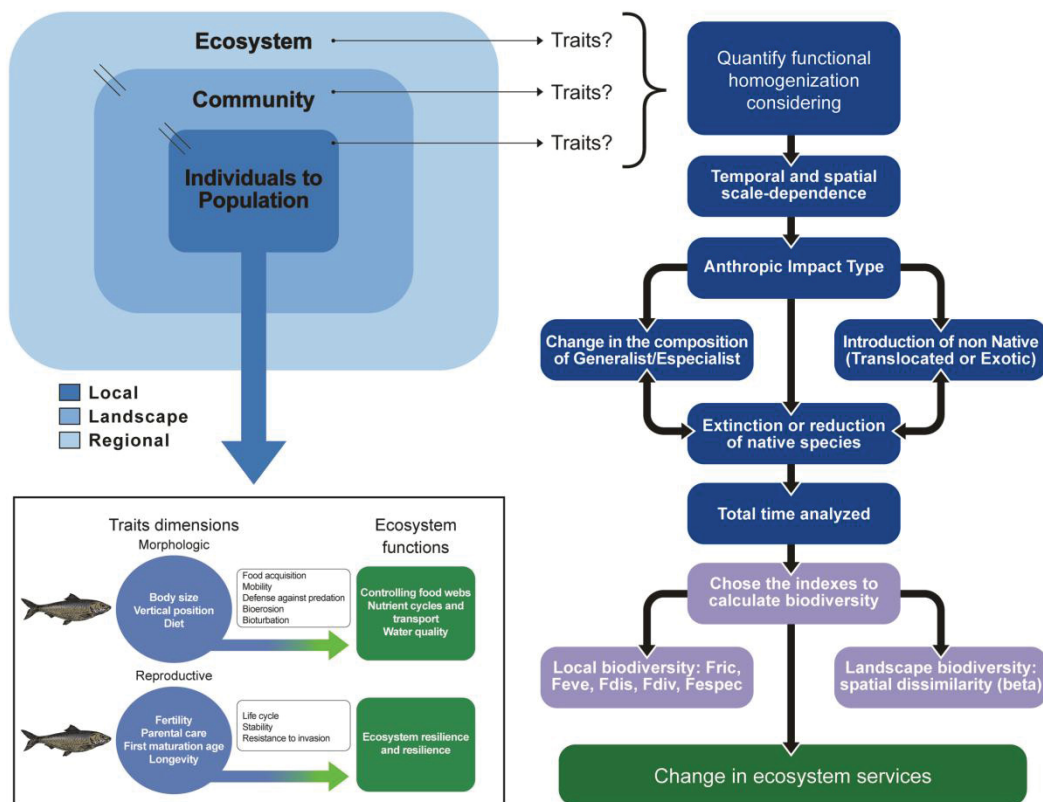 Ecosystem
Traits?
Community
Traits?
Individuals to
Population
Traits?
Local
Landscape
Regional
Traits dimensions
Ecosystem
functions
Morphologic
Body size
Vertical position
Diet
Food acquisition
Mobility
Defense against predation
Bioerosion
Bioturbation
Controlling food webs
Nutrient cycles and
transport
Water quality
Reproductive
Fertility
Parental care
First maturation age
Longevity
Life cycle
Stability
Resistance to invasion
Ecosystem resilience
and resilience
Quantify functional
homogenization
considering
Temporal and spatial
scale-dependence
Anthropic Impact Type
Change in the composition
of Generalist/Especialist
Introduction of non Native
(Translocated or Exotic)
Extinction or reduction
of native species
Total time analyzed
Chose the indexes to
calculate biodiversity
Local biodiversity: Fric,
Feve, Fdis, Fdiv, Fespec
Landscape biodiversity:
spatial dissimilarity (beta)
Change in ecosystem services